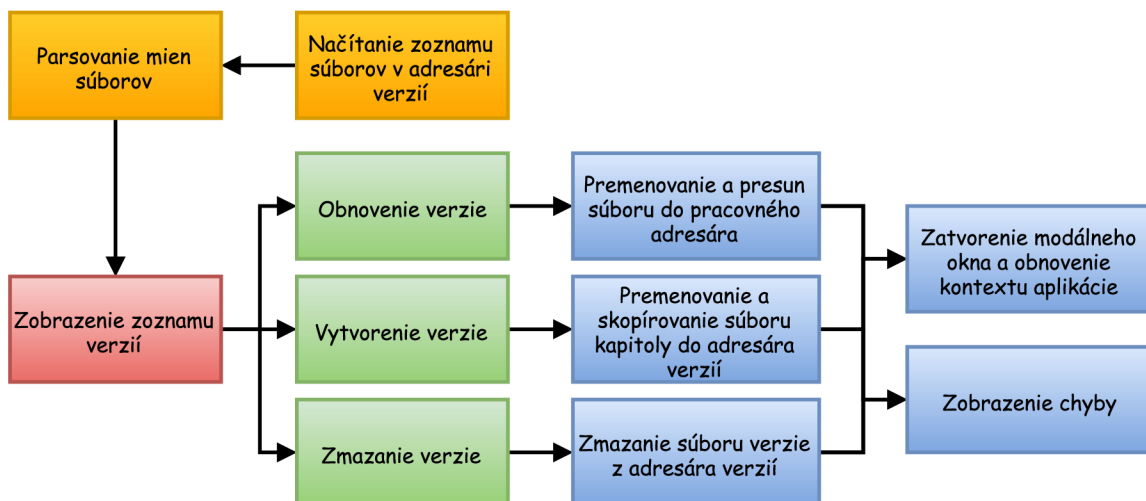 Parsovanie mien
súborov
Načítanie zoznamu
súborov v adresári
verzií
Obnovenie verzie
Premenovanie a presun
súboru do pracovného
adresára
Zatvorenie modálneho
okna a obnovenie
kontextu aplikácie
Zobrazenie zoznamu
verzií
Vytvorenie verzie
Premenovanie a
skopírovanie súboru
kapitoly do adresára
verzií
Zobrazenie chyby
Zmazanie verzie
Zmazanie súboru verzie
z adresára verzií